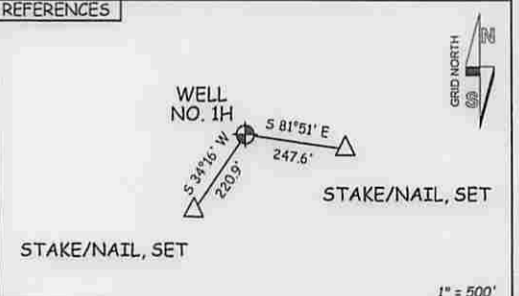 REFERENCES
GRID NORTH
N
S
WELL
NO. 1H
S 81°51' E
247.6'
S 34°16' W
220.9'
STAKE/NAIL, SET
STAKE/NAIL, SET
1" = 500'